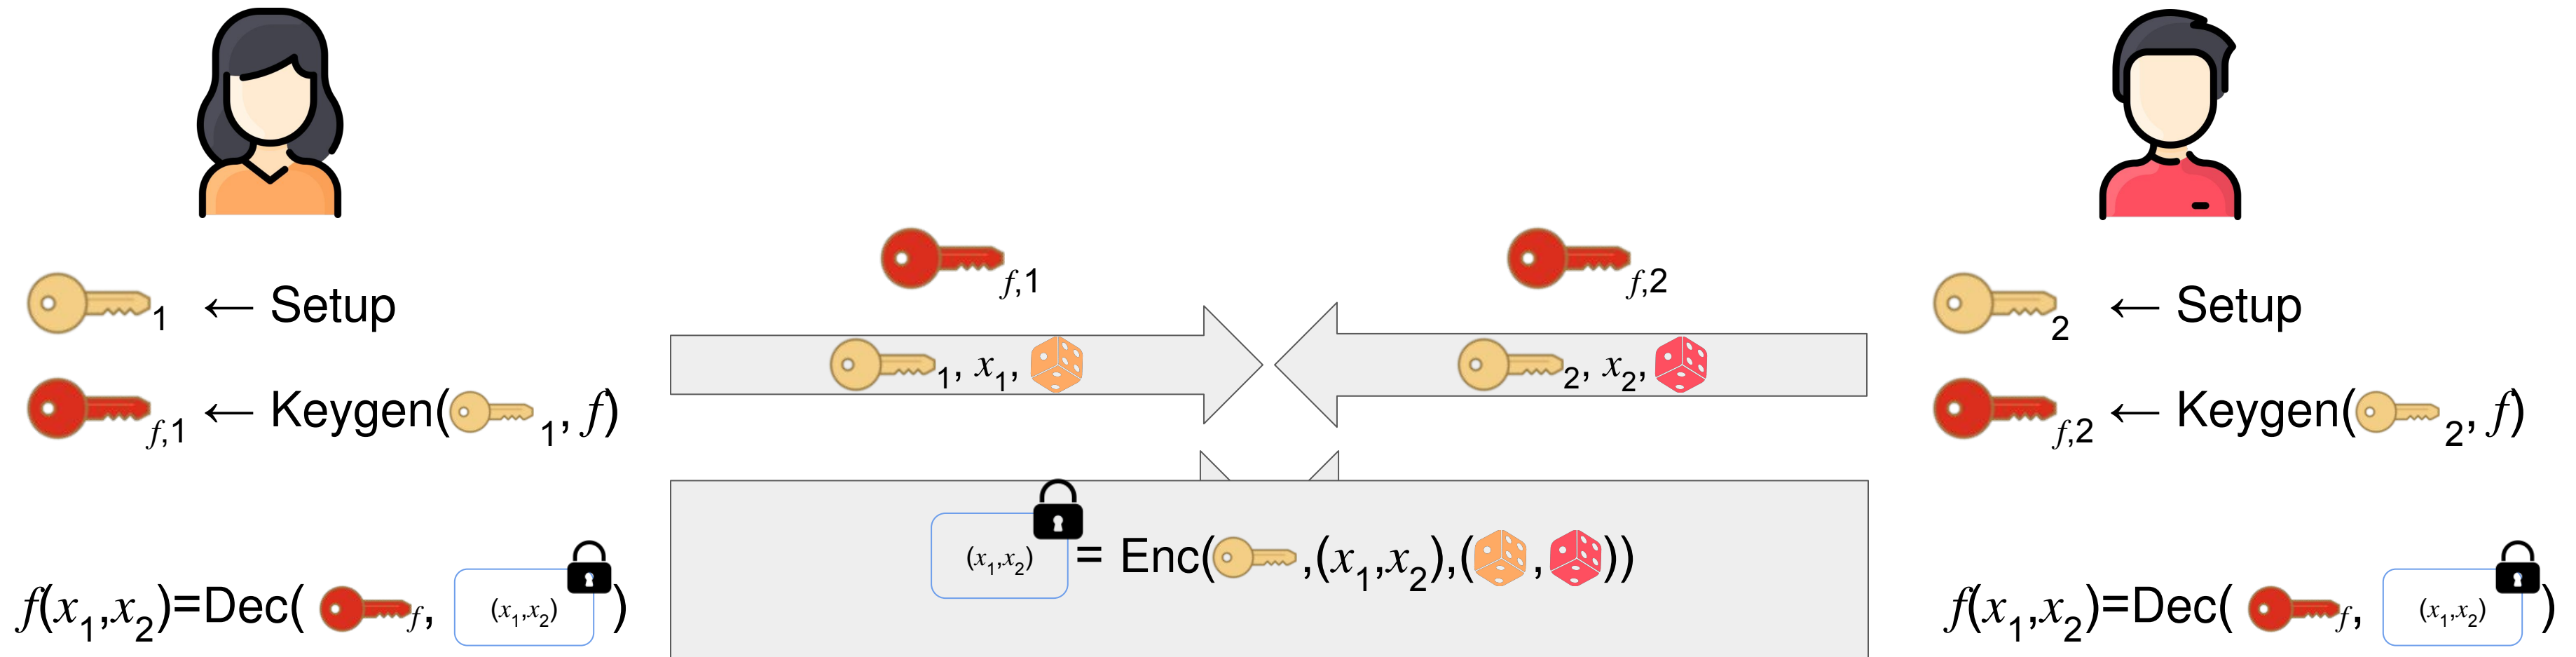 f,1
f,2
1 ← Setup
1, x1,
2, x2,
2 ← Setup
f,1 ← Keygen( 1, f)
f,2 ← Keygen( 2, f)
(x1,x2) = Enc( ,(x1,x2),( , ))
f(x1,x2)=Dec( f, (x1,x2) )
f(x1,x2)=Dec( f, (x1,x2) )